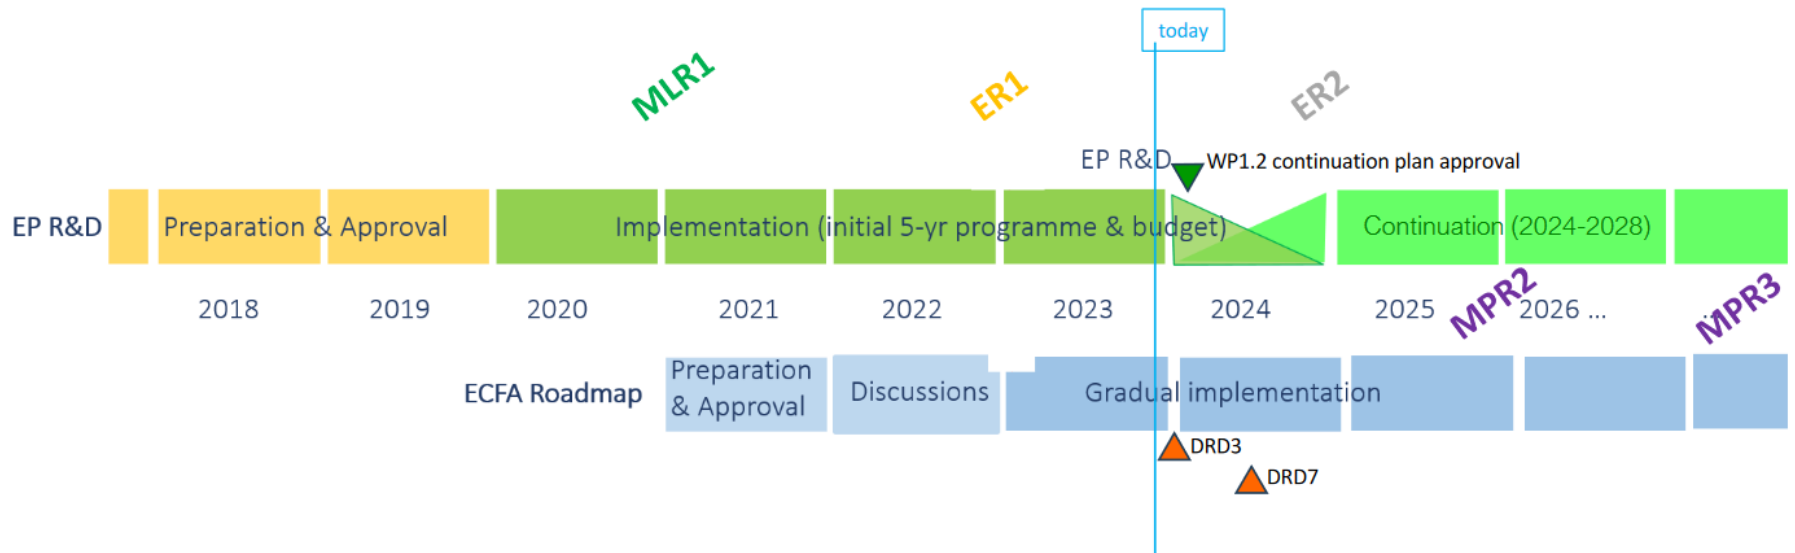 today
MLR1
ER1
ER2
EP R&D
WP1.2 continuation plan approval
EP R&D
Preparation & Approval
Implementation (initial 5-yr programme & budget)
Continuation (2024-2028)
2018
2019
2020
2021
2022
2023
2024
2025
MPR2
2026 ...
MPR3
ECFA Roadmap
Preparation
& Approval
Discussions
Gradual implementation
DRD3
DRD7